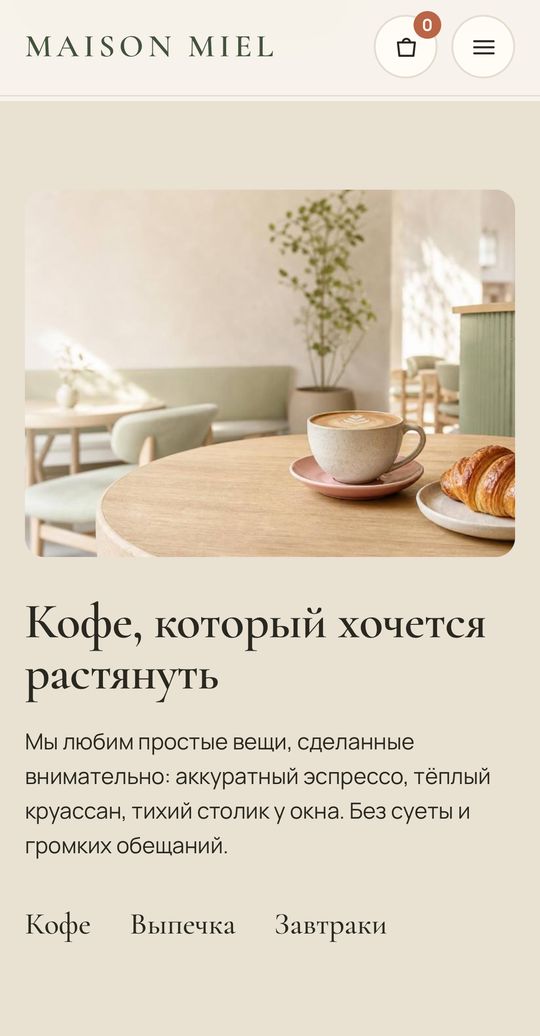 MAISON MIEL
0
Кофе, который хочется
растянуть
Мы любим простые вещи, сделанные
внимательно: аккуратный эспрессо, тёплый
круассан, тихий столик у окна. Без суеты и
громких обещаний.
Кофе Выпечка Завтраки